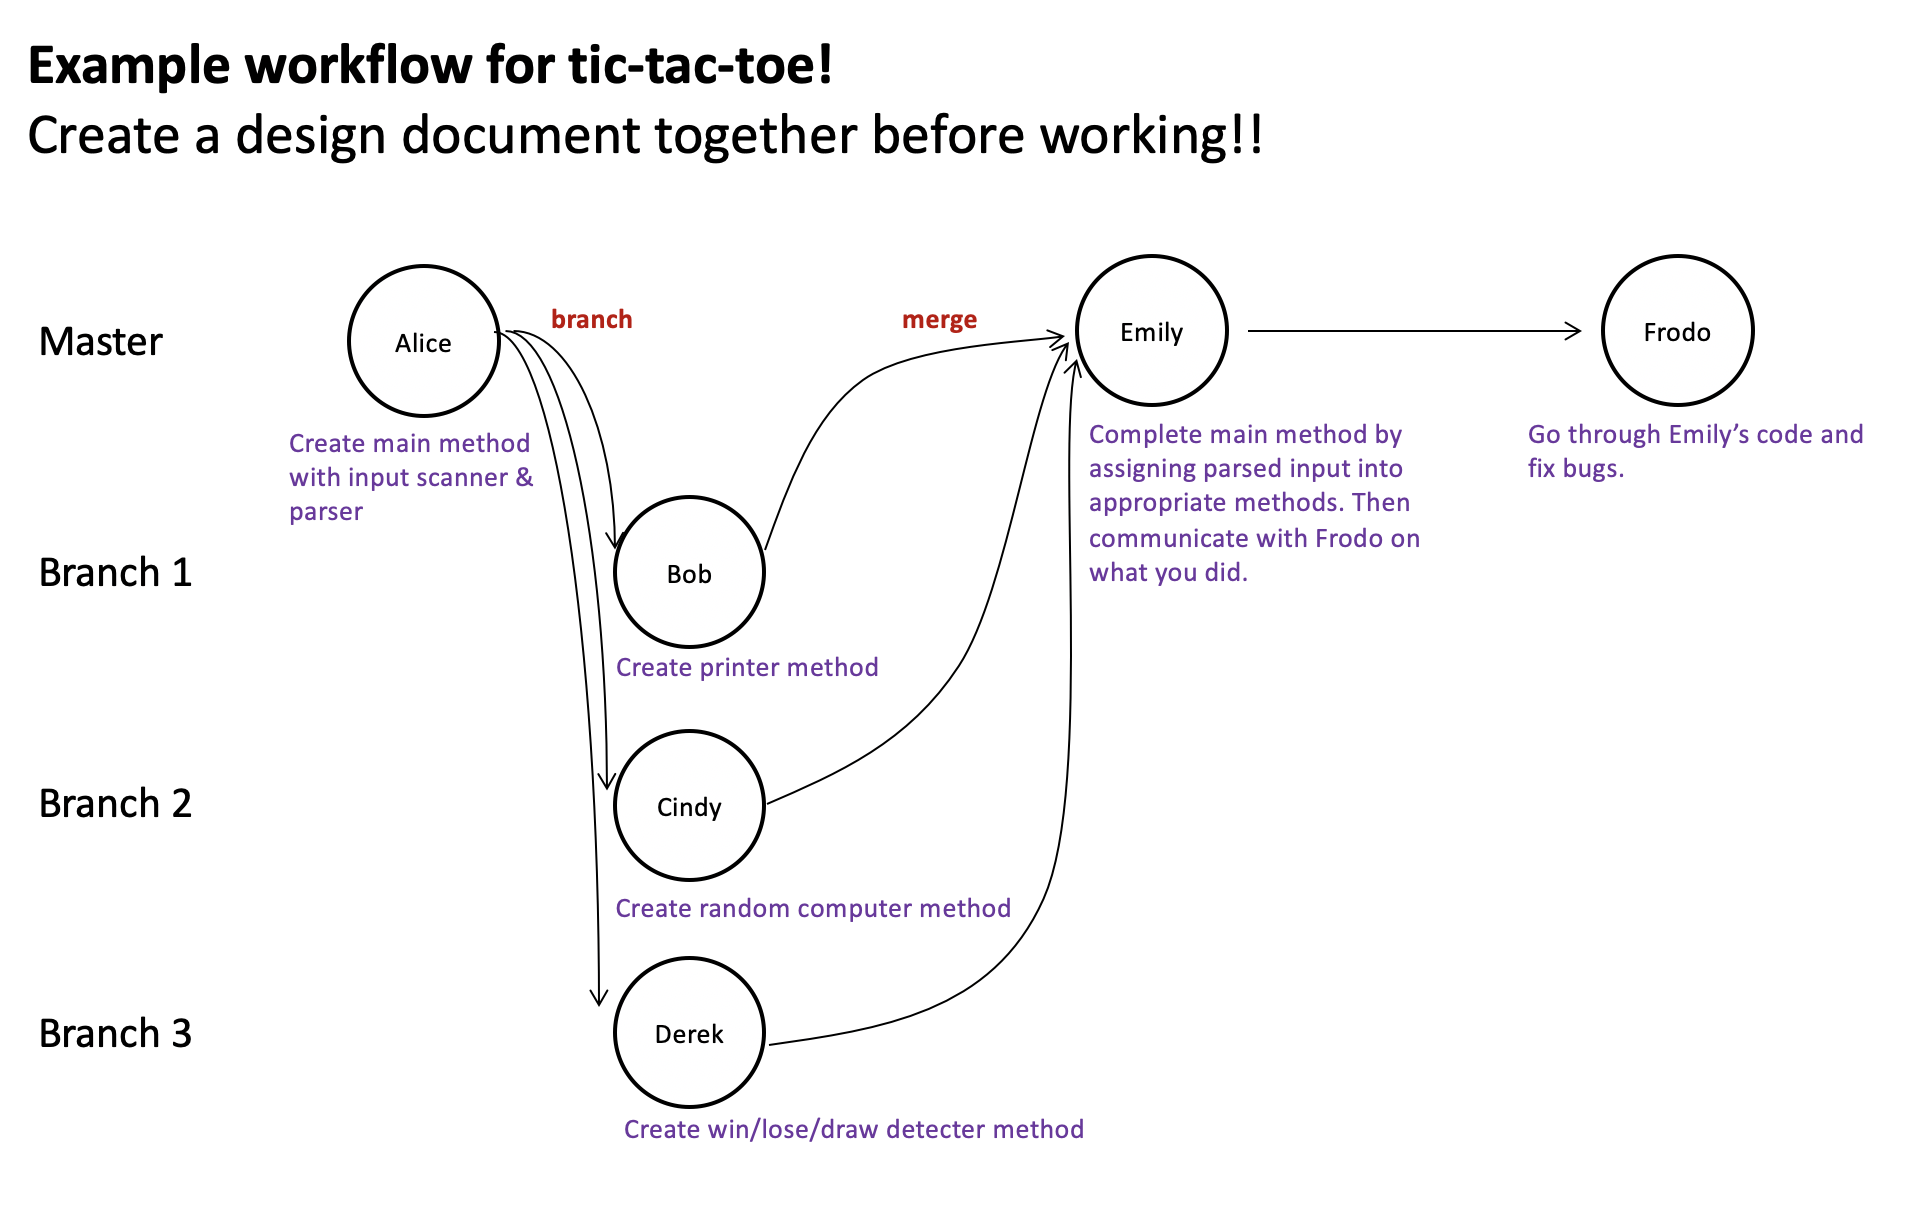 Example workflow for tic-tac-toe!
Create a design document together before working!!
Master
Alice
branch
merge
Emily
Frodo
Create main method
with input scanner &
parser
Complete main method by
assigning parsed input into
appropriate methods. Then
communicate with Frodo on
what you did.
Go through Emily’s code and
fix bugs.
Branch 1
Bob
Create printer method
Branch 2
Cindy
Create random computer method
Branch 3
Derek
Create win/lose/draw detecter method